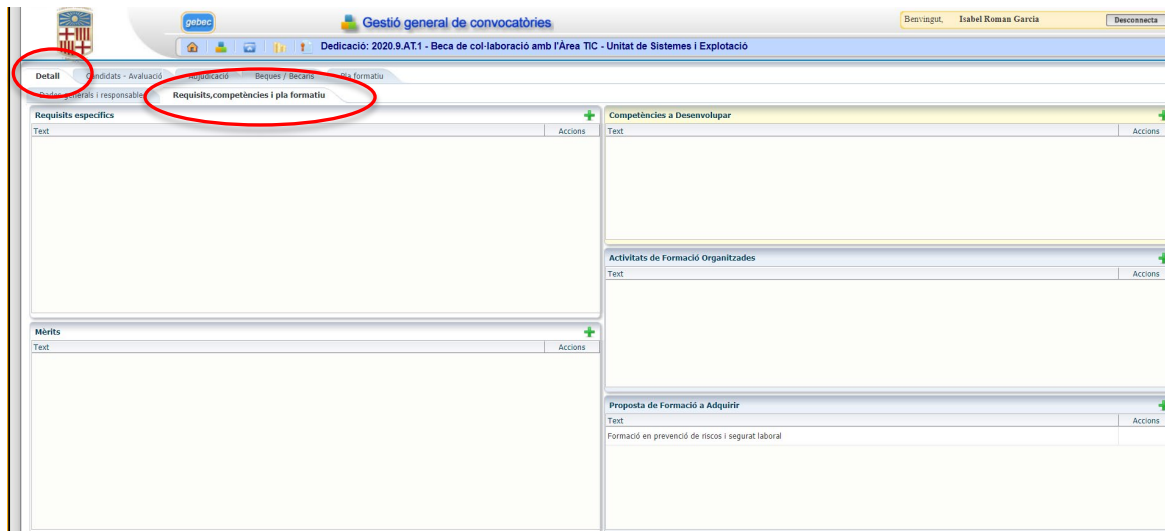 gebec
Gestió general de convocatòries
Benvingut, Isabel Roman Garcia
Desconnecta
Dedicació: 2020.9.AT.1 - Beca de col·laboració amb l'Àrea TIC - Unitat de Sistemes i Explotació
Detall
Candidats - Avaluació
Adjudicació
Beques / Becaris
Pla formatiu
Dades generals i responsable
Requisits,competències i pla formatiu
Requisits específics
Text Accions
Mèrits
Text Accions
Competències a Desenvolupar
Text Accions
Activitats de Formació Organitzades
Text Accions
Proposta de Formació a Adquirir
Text Accions
Formació en prevenció de riscos i segurat laboral